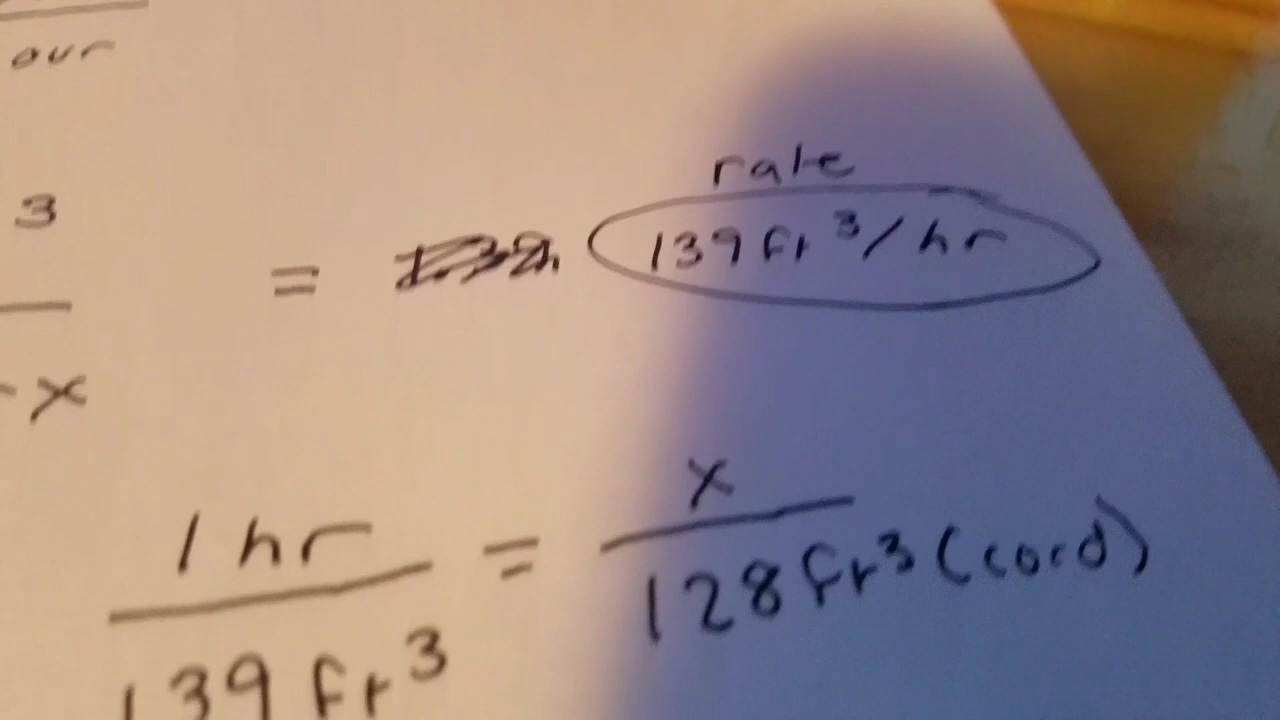 our
rate
3 = 139 ft³/hr
x
1 hr = x
139 ft³ 128 ft³ (cord)